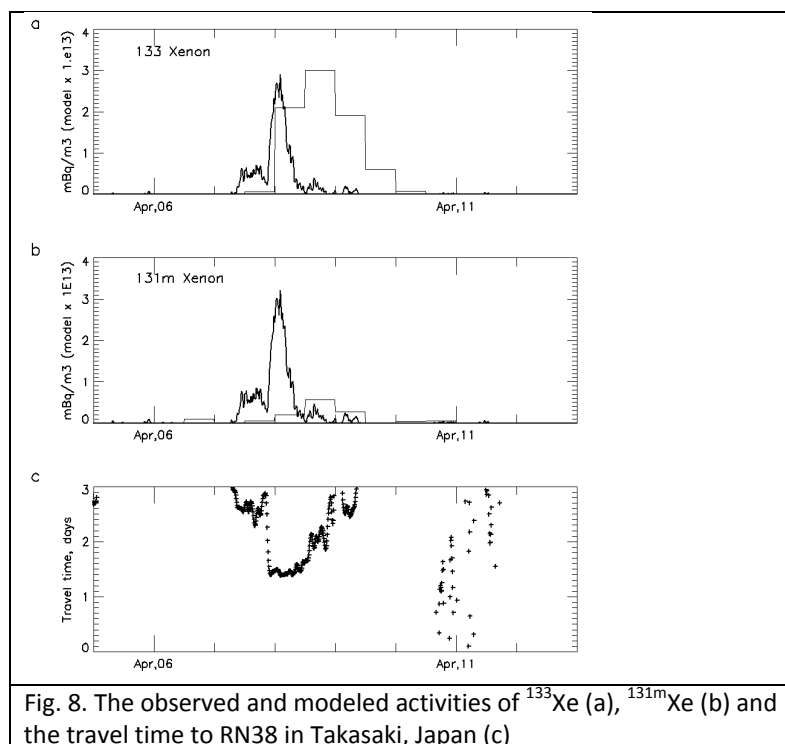 a
133 Xenon
4
3
2
1
0
mBq/m3 (model x 1.e13)
Apr,06
Apr,11
b
131m Xenon
4
3
2
1
0
mBq/m3 (model x 1E13)
Apr,06
Apr,11
c
3
2
1
0
Travel time, days
Apr,06
Apr,11
Fig. 8. The observed and modeled activities of ¹³³Xe (a), ¹³¹ᵐXe (b) and
the travel time to RN38 in Takasaki, Japan (c)